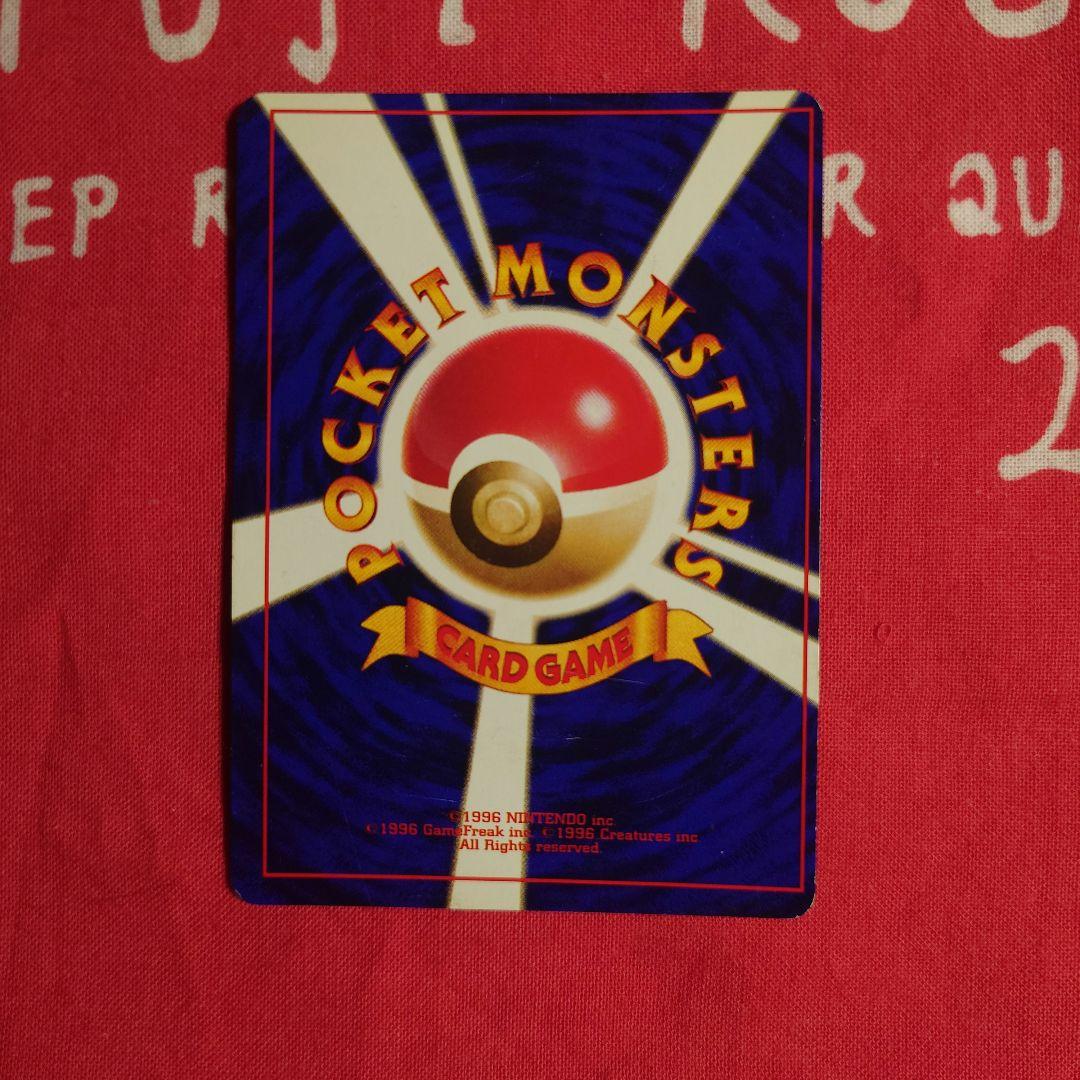 EP R R QU
2
POCKET MONSTERS
CARD GAME
©1996 NINTENDO inc.
©1996 GameFreak inc. ©1996 Creatures inc.
All Rights reserved.